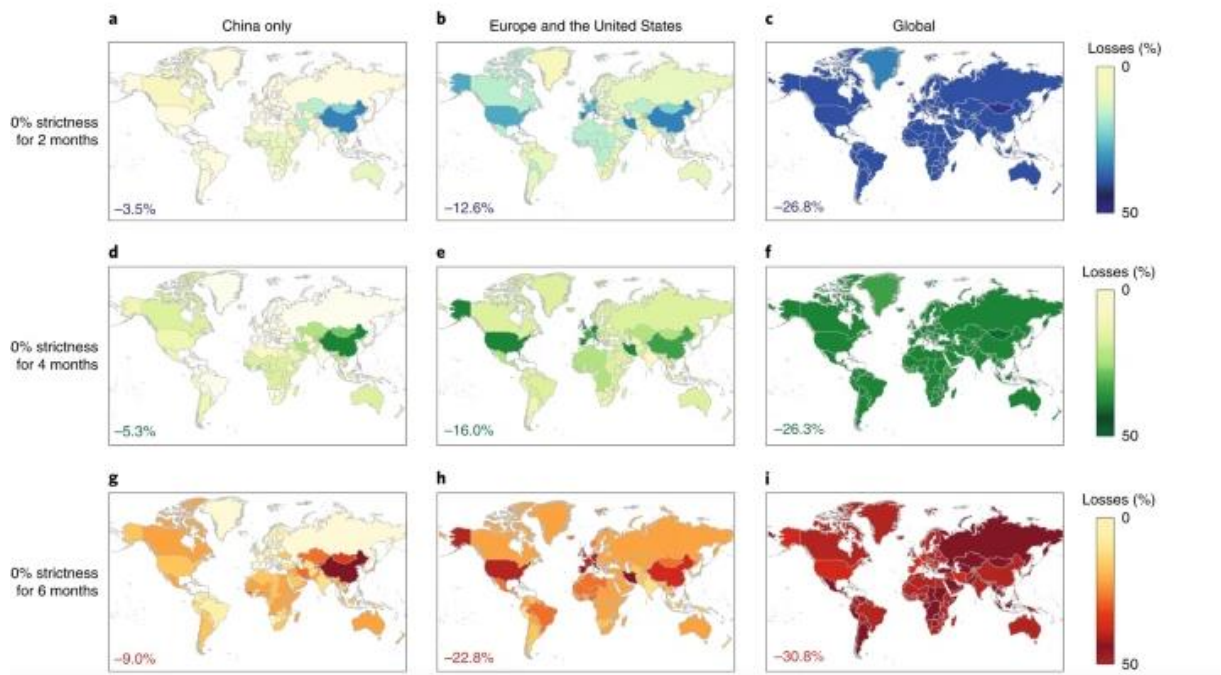 a
China only
b
Europe and the United States
c
Global
Losses (%)
0
50
0% strictness
for 2 months
–3.5%
–12.6%
–26.8%
d
e
f
Losses (%)
0
50
0% strictness
for 4 months
–5.3%
–16.0%
–26.3%
g
h
i
Losses (%)
0
50
0% strictness
for 6 months
–9.0%
–22.8%
–30.8%